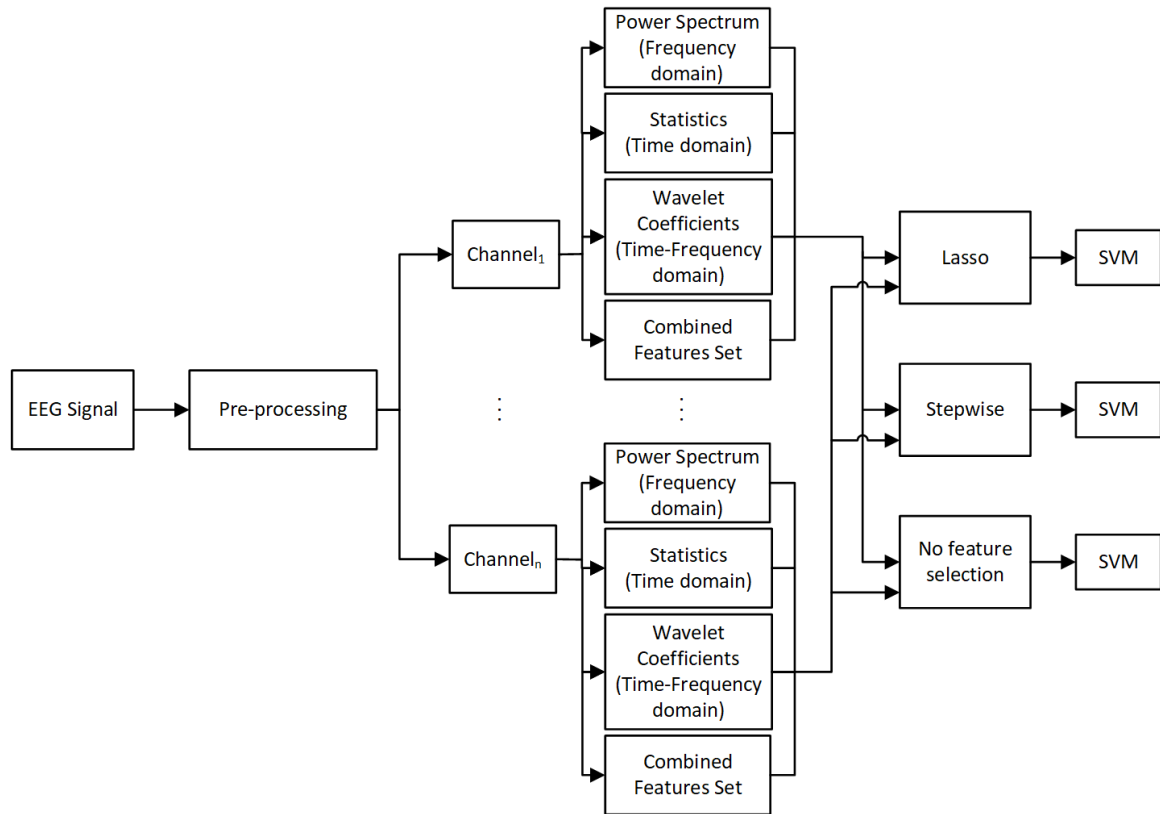 Power Spectrum
(Frequency
domain)
Statistics
(Time domain)
Wavelet
Coefficients
(Time-Frequency
domain)
Combined
Features Set
Channel1
Lasso
SVM
EEG Signal
Pre-processing
Stepwise
SVM
Power Spectrum
(Frequency
domain)
Statistics
(Time domain)
Wavelet
Coefficients
(Time-Frequency
domain)
Combined
Features Set
Channeln
No feature
selection
SVM